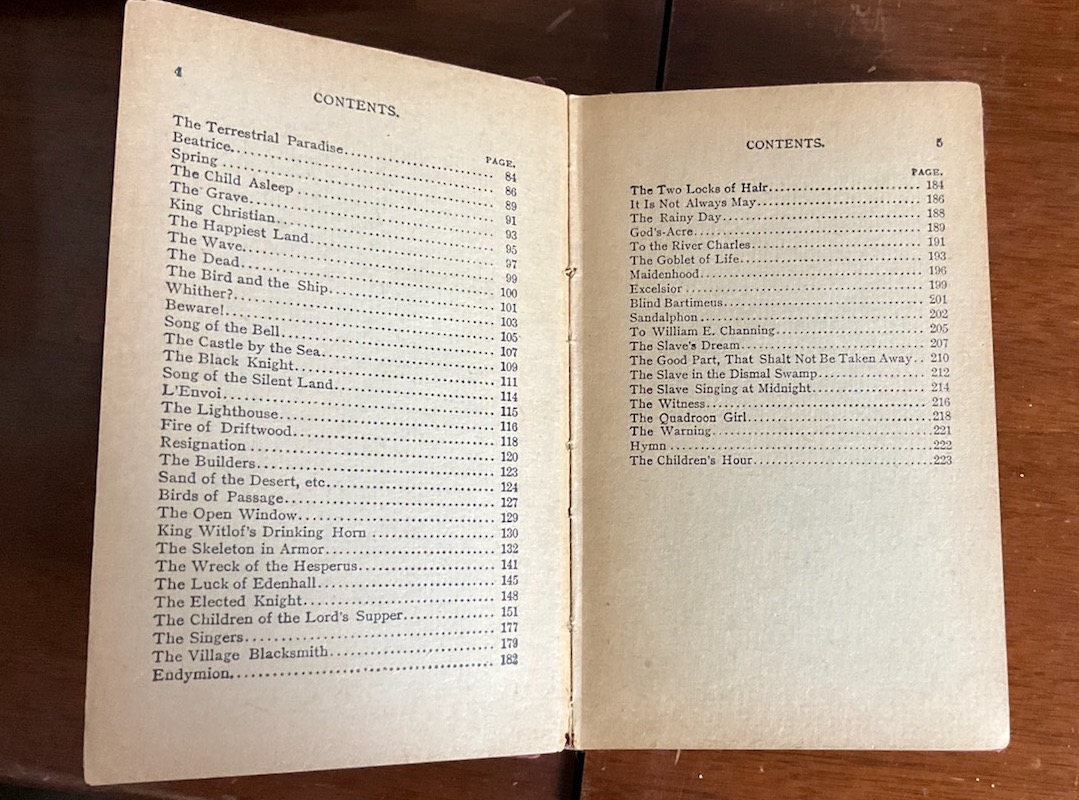 4
CONTENTS.
PAGE.
The Terrestrial Paradise........................ 84
Beatrice........................................ 86
Spring ......................................... 89
The Child Asleep ............................... 91
The Grave....................................... 93
King Christian.................................. 95
The Happiest Land............................... 97
The Wave........................................ 99
The Dead........................................ 100
The Bird and the Ship........................... 101
Whither?........................................ 103
Beware!......................................... 105
Song of the Bell................................ 107
The Castle by the Sea........................... 109
The Black Knight................................ 111
Song of the Silent Land......................... 114
L'Envoi......................................... 115
The Lighthouse.................................. 116
Fire of Driftwood............................... 118
Resignation .................................... 120
The Builders.................................... 123
Sand of the Desert, etc......................... 124
Birds of Passage................................ 127
The Open Window................................. 129
King Witlof's Drinking Horn .................... 130
The Skeleton in Armor........................... 132
The Wreck of the Hesperus....................... 141
The Luck of Edenhall............................ 145
The Elected Knight.............................. 148
The Children of the Lord's Supper............... 151
The Singers..................................... 177
The Village Blacksmith.......................... 179
Endymion........................................ 182
CONTENTS. 5
PAGE.
The Two Locks of Hair........................... 184
It Is Not Always May............................ 186
The Rainy Day................................... 188
God's-Acre...................................... 189
To the River Charles............................ 191
The Goblet of Life.............................. 193
Maidenhood...................................... 196
Excelsior ...................................... 199
Blind Bartimeus................................. 201
Sandalphon ..................................... 202
To William E. Channing.......................... 205
The Slave's Dream............................... 207
The Good Part, That Shalt Not Be Taken Away.. 210
The Slave in the Dismal Swamp................... 212
The Slave Singing at Midnight................... 214
The Witness..................................... 216
The Quadroon Girl............................... 218
The Warning..................................... 221
Hymn ........................................... 222
The Children's Hour............................. 223